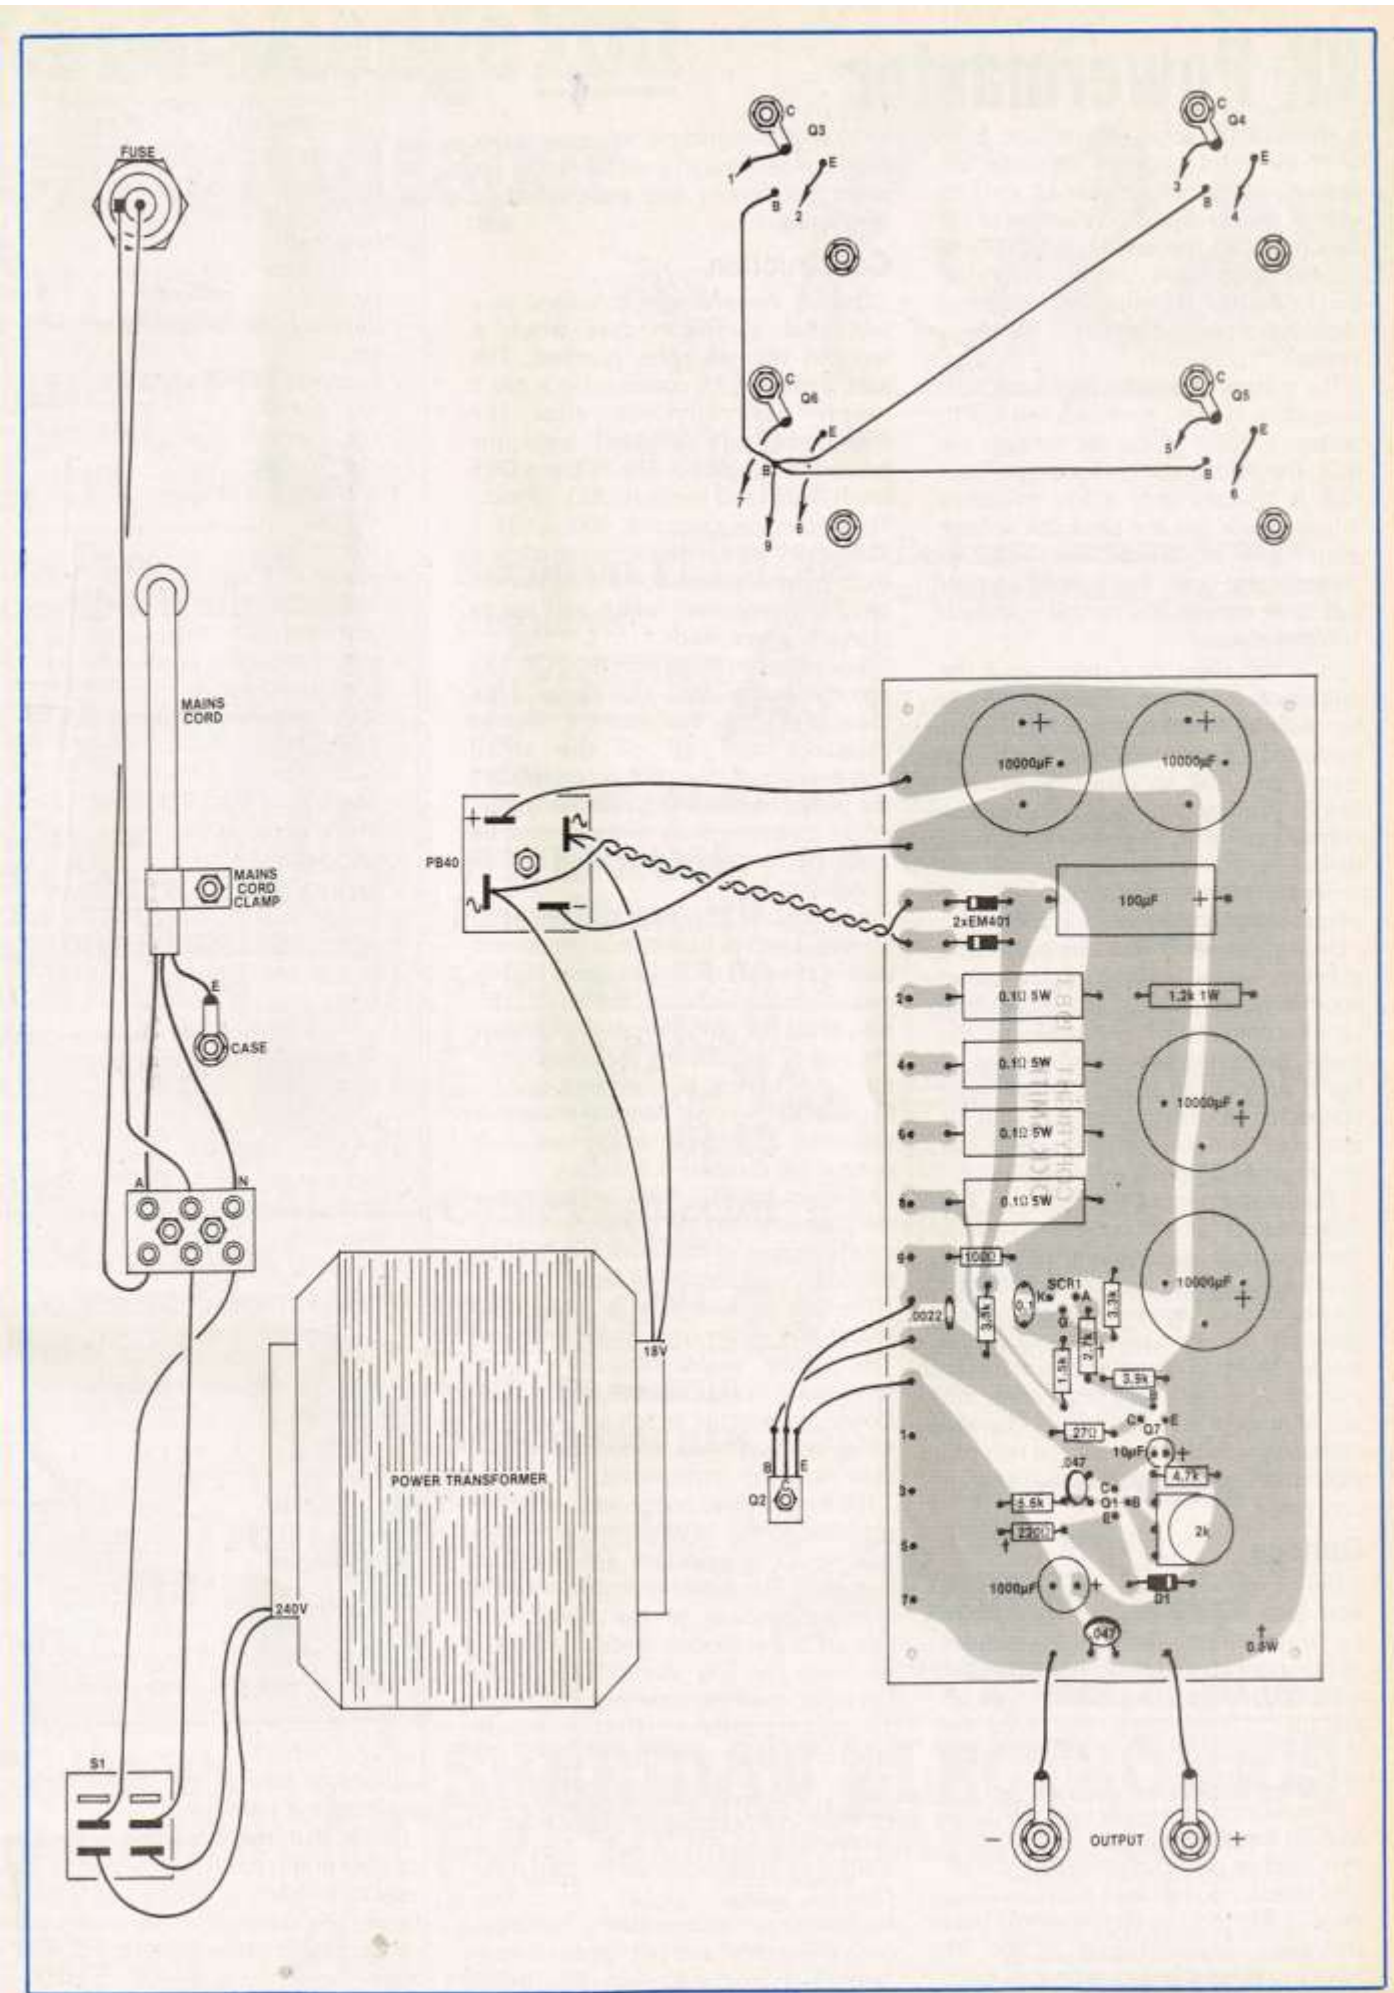 FUSE
C
Q3
1
E
2
B
C
Q4
3
E
B
4
C
Q6
E
B
7
8
9
C
Q5
5
E
B
6
MAINS
CORD
MAINS
CORD
CLAMP
E
CASE
A
N
+
PB40
-
10000µF
+
10000µF
+
100µF
+
2xEM401
2
0.1Ω 5W
1.2k 1W
4
0.1Ω 5W
10000µF
+
6
0.1Ω 5W
8
0.1Ω 5W
9
100Ω
10000µF
+
SCR1
K
A
G
.0022
0.1
3.3k
2.7k
†
1.5k
3.9k
B
C
E
Q7
27Ω
10µF
+
1
.047
4.7k
3
C
Q1
B
E
5.6k
220Ω
†
2k
5
1000µF
+
D1
7
.047
†
0.5W
18V
POWER TRANSFORMER
240V
B
E
Q2
S1
-
OUTPUT
+